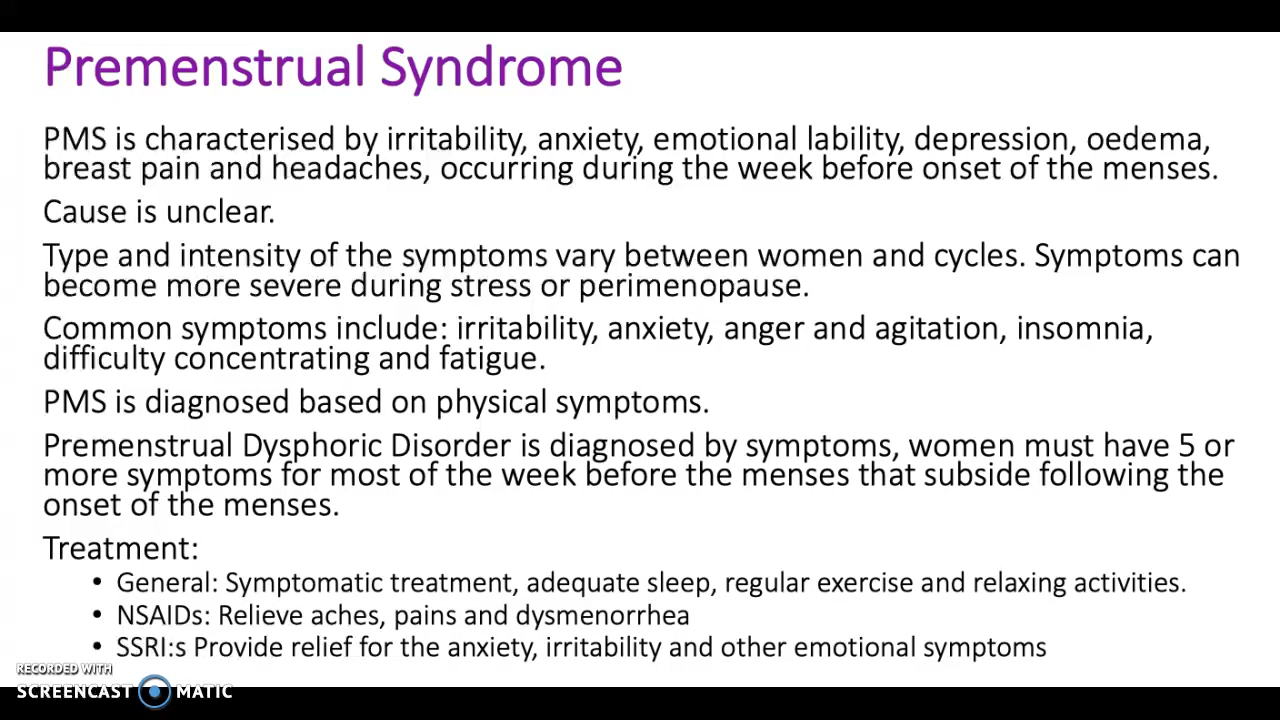 Premenstrual Syndrome
PMS is characterised by irritability, anxiety, emotional lability, depression, oedema,
breast pain and headaches, occurring during the week before onset of the menses.
Cause is unclear.
Type and intensity of the symptoms vary between women and cycles. Symptoms can
become more severe during stress or perimenopause.
Common symptoms include: irritability, anxiety, anger and agitation, insomnia,
difficulty concentrating and fatigue.
PMS is diagnosed based on physical symptoms.
Premenstrual Dysphoric Disorder is diagnosed by symptoms, women must have 5 or
more symptoms for most of the week before the menses that subside following the
onset of the menses.
Treatment:
• General: Symptomatic treatment, adequate sleep, regular exercise and relaxing activities.
• NSAIDs: Relieve aches, pains and dysmenorrhea
• SSRI:s Provide relief for the anxiety, irritability and other emotional symptoms
RECORDED WITH
SCREENCAST MATIC